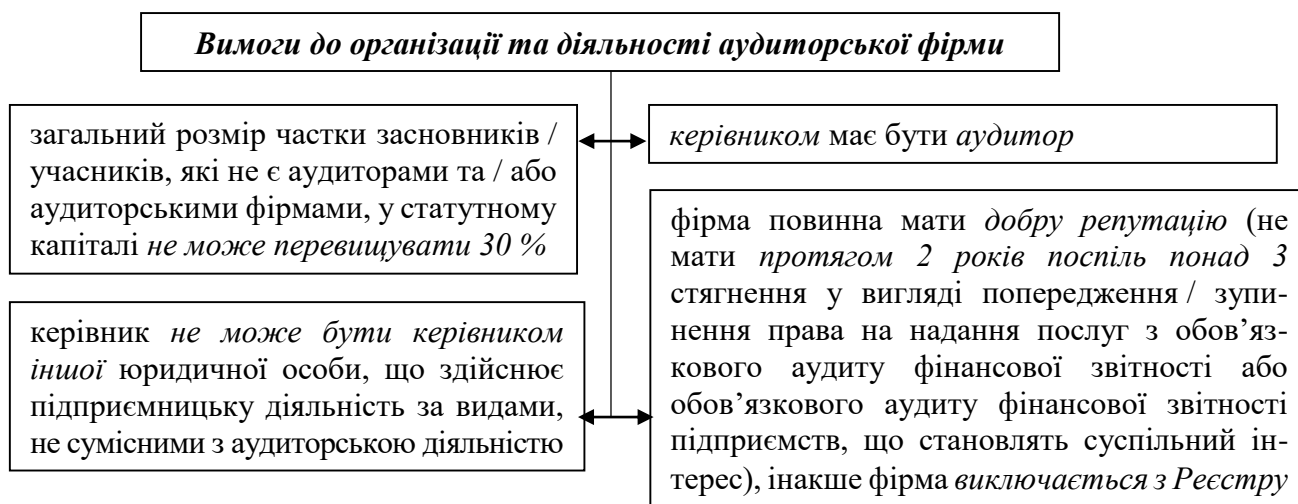 Вимоги до організації та діяльності аудиторської фірми
загальний розмір частки засновників /
учасників, які не є аудиторами та / або
аудиторськими фірмами, у статутному
капіталі не може перевищувати 30 %
керівником має бути аудитор
керівник не може бути керівником
іншої юридичної особи, що здійснює
підприємницьку діяльність за видами,
не сумісними з аудиторською діяльністю
фірма повинна мати добру репутацію (не
мати протягом 2 років поспіль понад 3
стягнення у вигляді попередження / зупи-
нення права на надання послуг з обов’яз-
кового аудиту фінансової звітності або
обов’язкового аудиту фінансової звітності
підприємств, що становлять суспільний ін-
терес), інакше фірма виключається з Реєстру